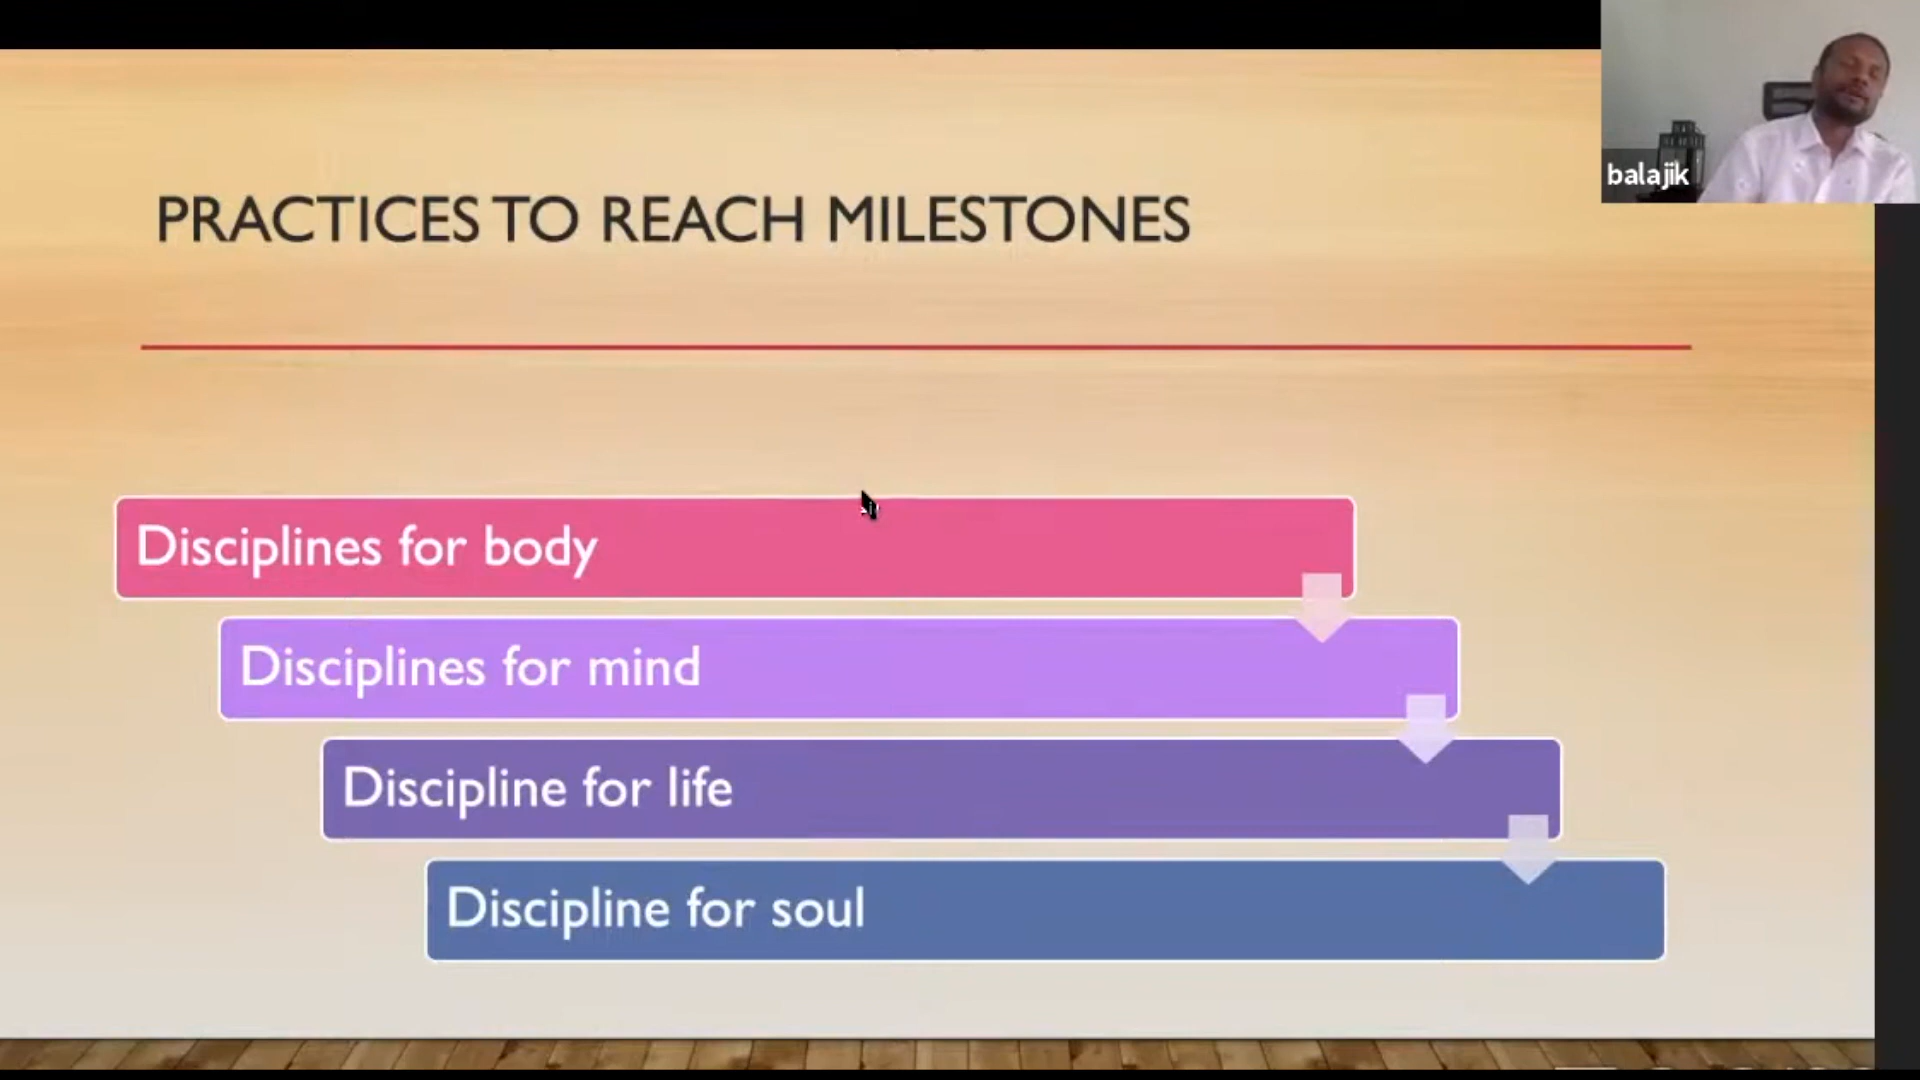 PRACTICES TO REACH MILESTONES
balajik
Disciplines for body
Disciplines for mind
Discipline for life
Discipline for soul